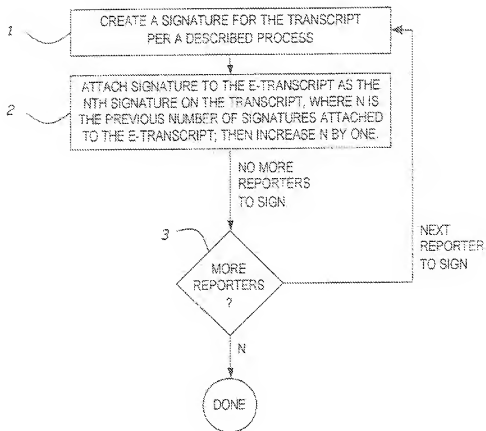 1
CREATE A SIGNATURE FOR THE TRANSCRIPT
PER A DESCRIBED PROCESS
2
ATTACH SIGNATURE TO THE E-TRANSCRIPT AS THE
NTH SIGNATURE ON THE TRANSCRIPT, WHERE N IS
THE PREVIOUS NUMBER OF SIGNATURES ATTACHED
TO THE E-TRANSCRIPT; THEN INCREASE N BY ONE.
NO MORE
REPORTERS
TO SIGN
3
MORE
REPORTERS
?
NEXT
REPORTER
TO SIGN
N
DONE